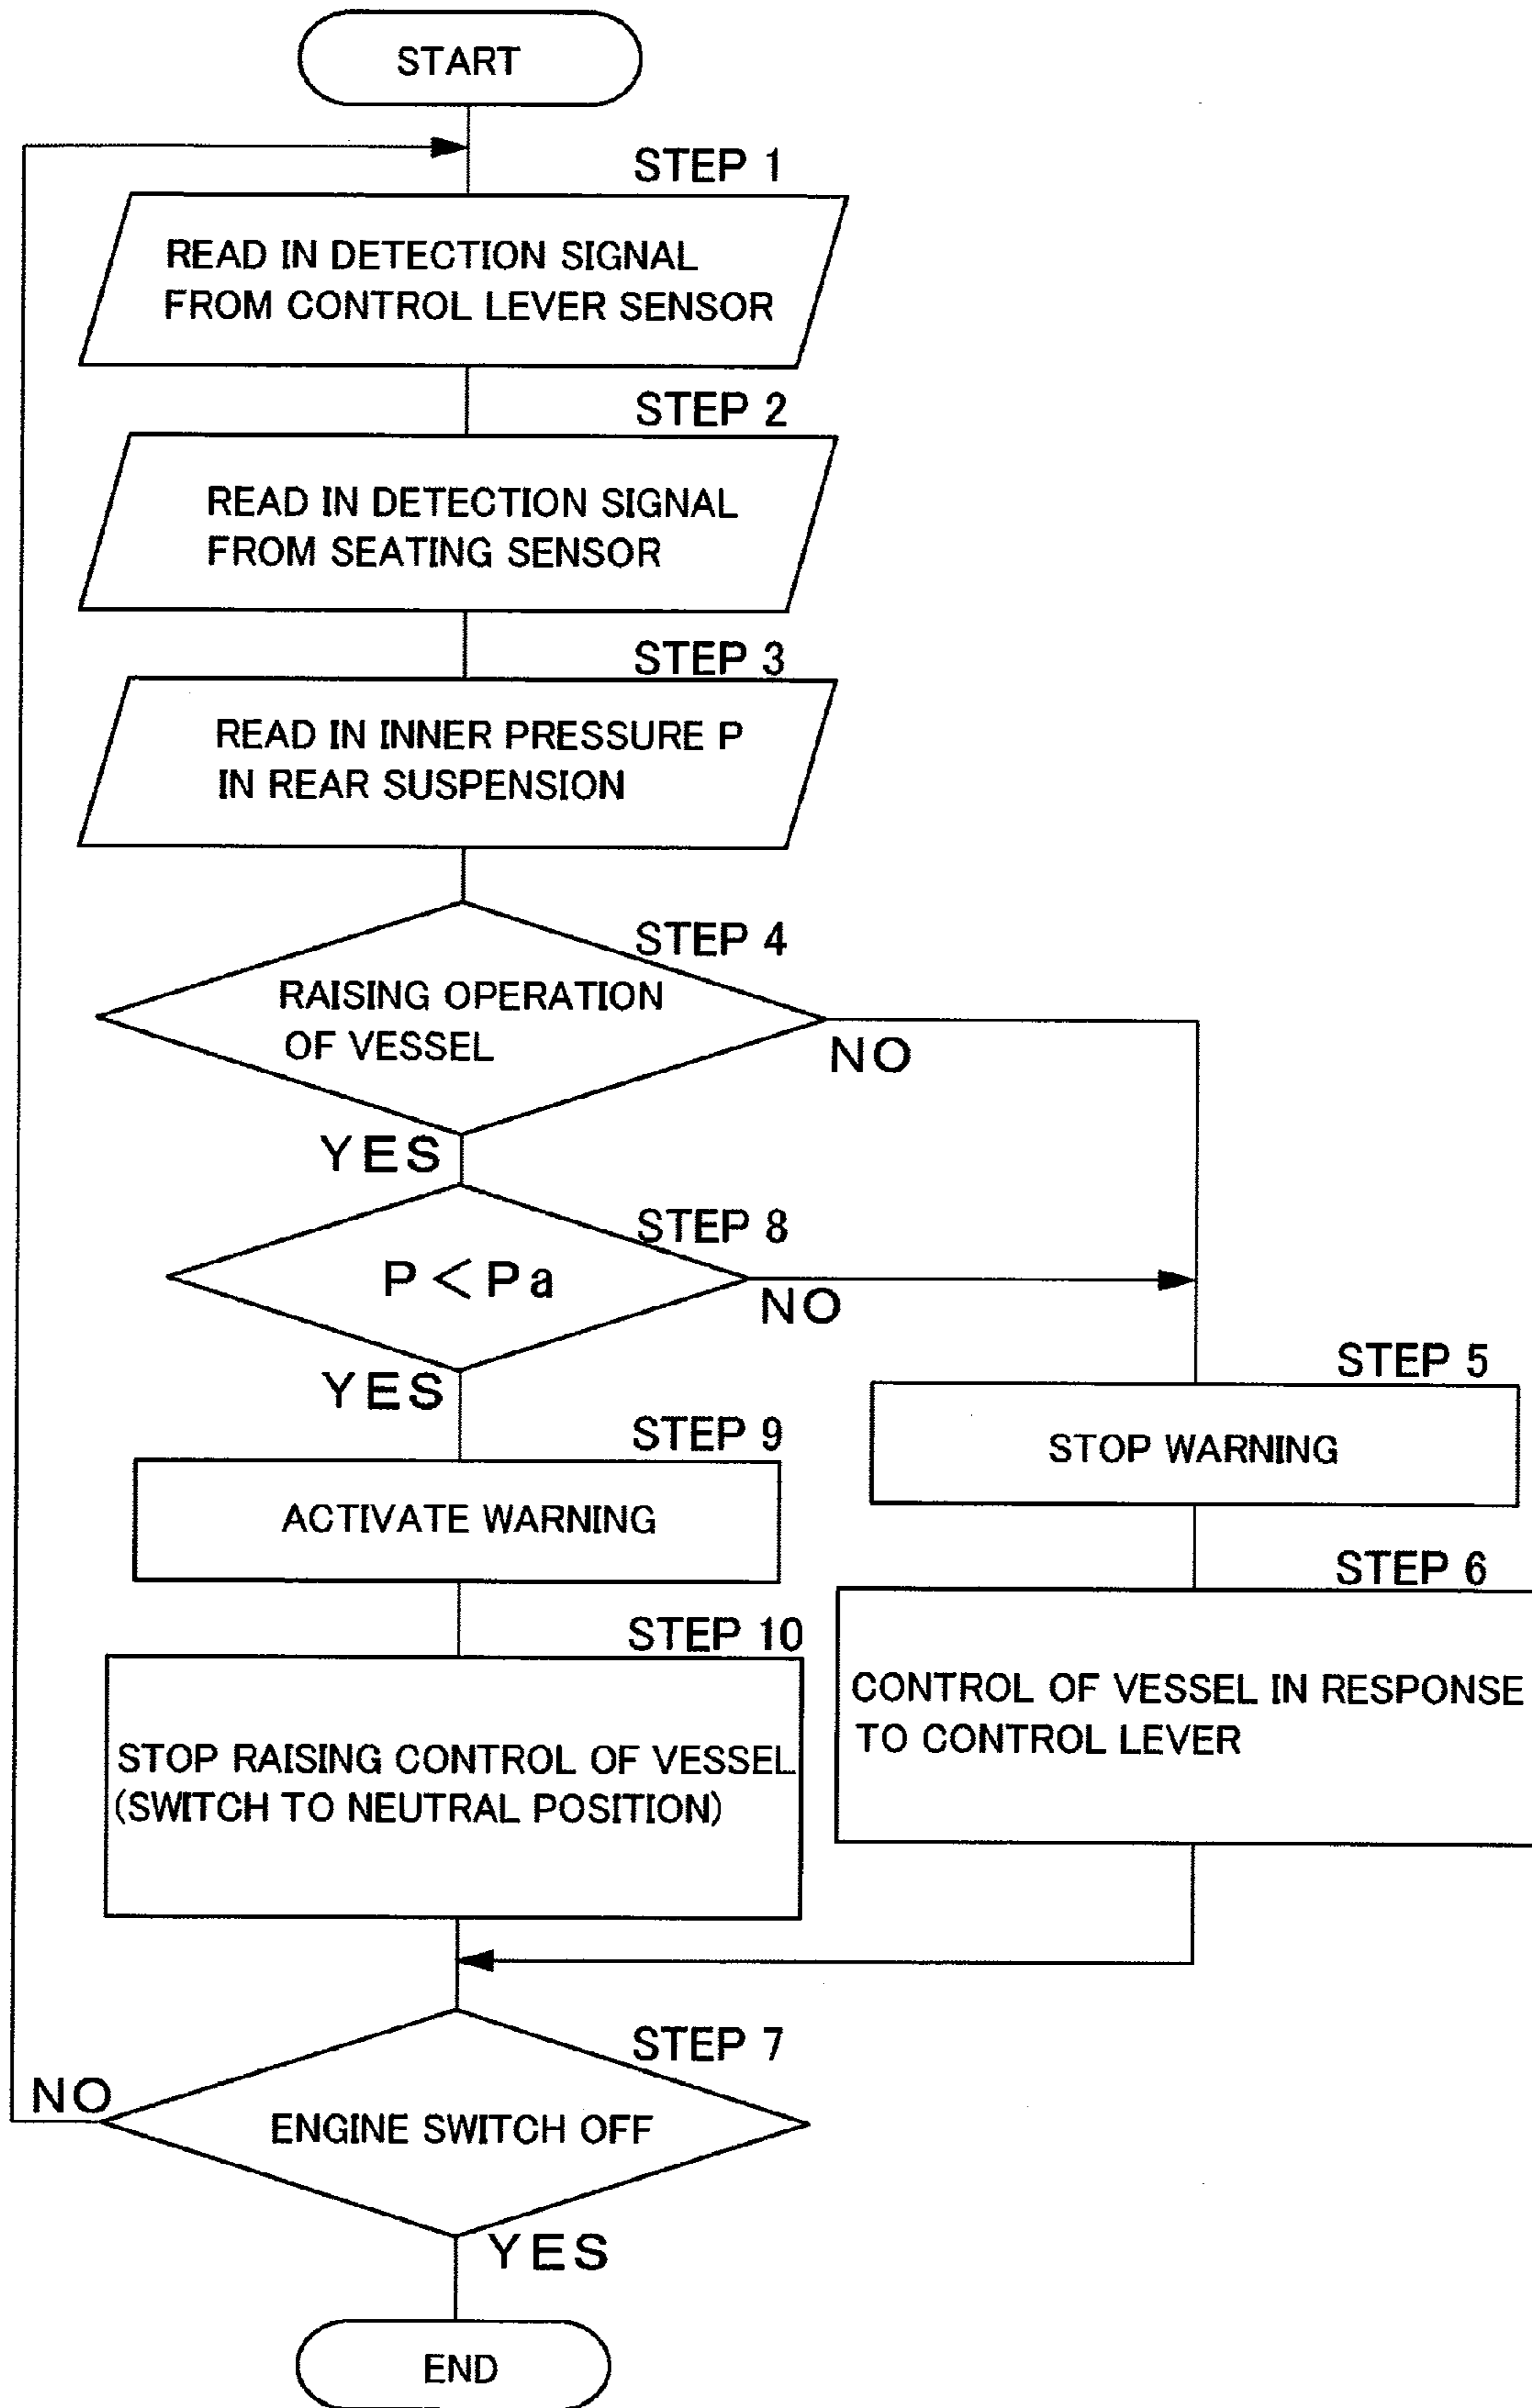 START
STEP 1
READ IN DETECTION SIGNAL
FROM CONTROL LEVER SENSOR
STEP 2
READ IN DETECTION SIGNAL
FROM SEATING SENSOR
STEP 3
READ IN INNER PRESSURE P
IN REAR SUSPENSION
STEP 4
RAISING OPERATION
OF VESSEL
NO
YES
STEP 8
P<Pa
NO
YES
STEP 5
STOP WARNING
STEP 9
ACTIVATE WARNING
STEP 6
CONTROL OF VESSEL IN RESPONSE
TO CONTROL LEVER
STEP 10
STOP RAISING CONTROL OF VESSEL
(SWITCH TO NEUTRAL POSITION)
STEP 7
NO
ENGINE SWITCH OFF
YES
END